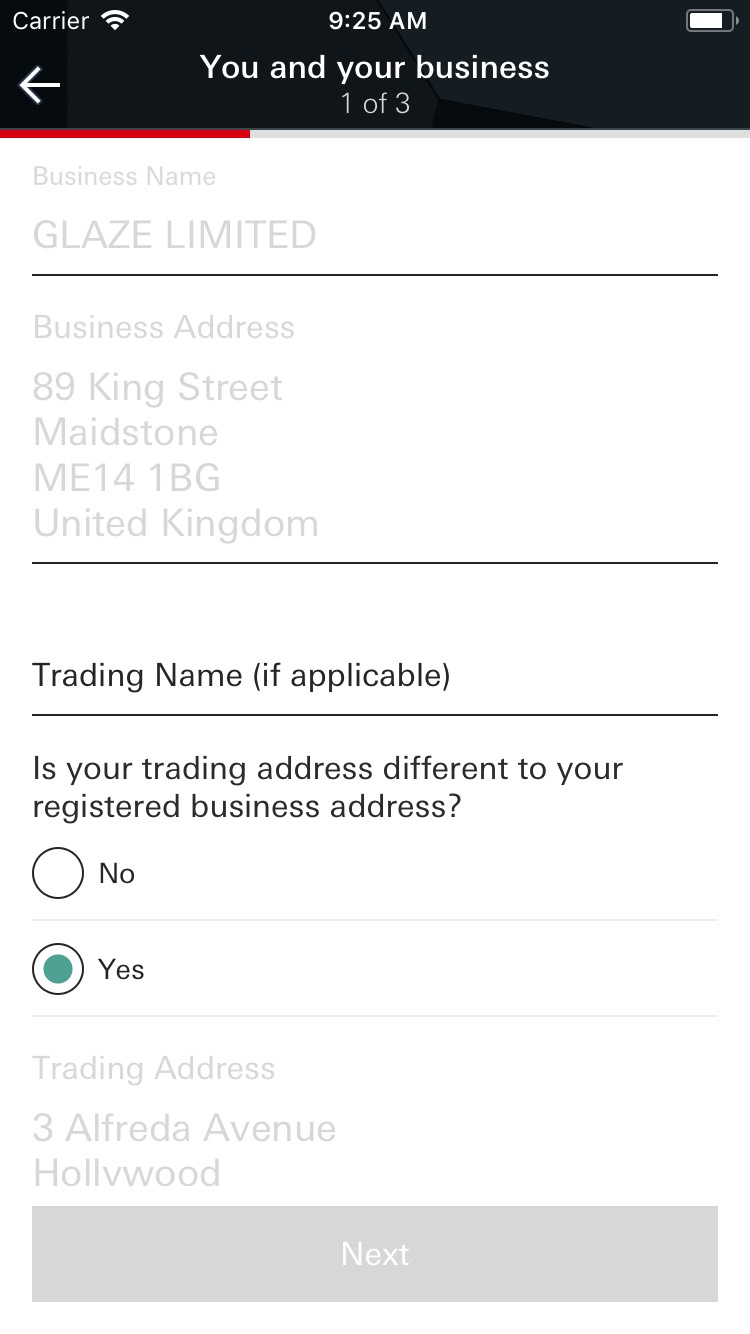 Carrier 9:25 AM
You and your business
1 of 3
Business Name
GLAZE LIMITED
Business Address
89 King Street
Maidstone
ME14 1BG
United Kingdom
Trading Name (if applicable)
Is your trading address different to your
registered business address?
No
Yes
Trading Address
3 Alfreda Avenue
Hollywood
Next